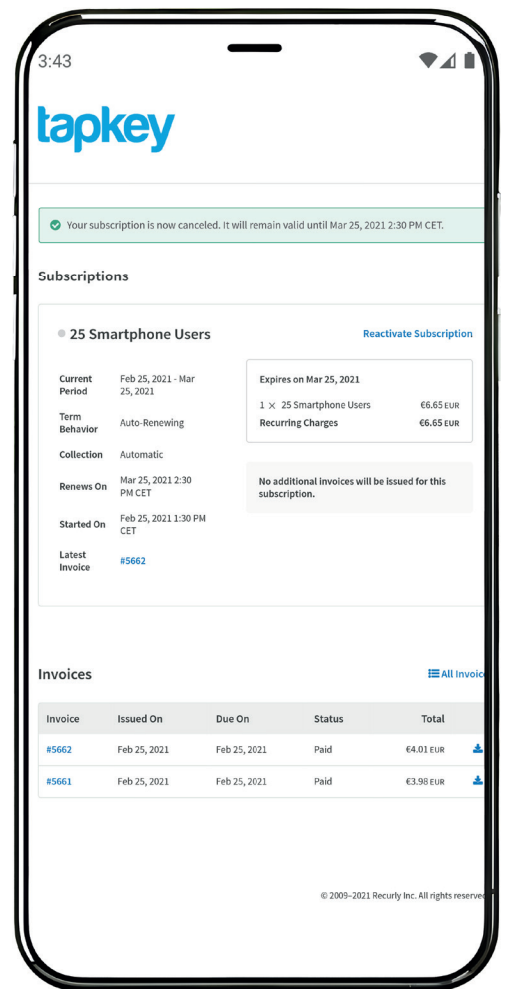 3:43
tapkey
Your subscription is now canceled. It will remain valid until Mar 25, 2021 2:30 PM CET.
Subscriptions
25 Smartphone Users
Reactivate Subscription
Current Period
Feb 25, 2021 - Mar 25, 2021
Term Behavior
Auto-Renewing
Collection
Automatic
Renews On
Mar 25, 2021 2:30 PM CET
Started On
Feb 25, 2021 1:30 PM CET
Latest Invoice
#5662
Expires on Mar 25, 2021
1 × 25 Smartphone Users €6.65 EUR
Recurring Charges €6.65 EUR
No additional invoices will be issued for this
subscription.
Invoices
All Invoic
Invoice Issued On Due On Status Total
#5662 Feb 25, 2021 Feb 25, 2021 Paid €4.01 EUR
#5661 Feb 25, 2021 Feb 25, 2021 Paid €3.98 EUR
© 2009–2021 Recurly Inc. All rights reserve